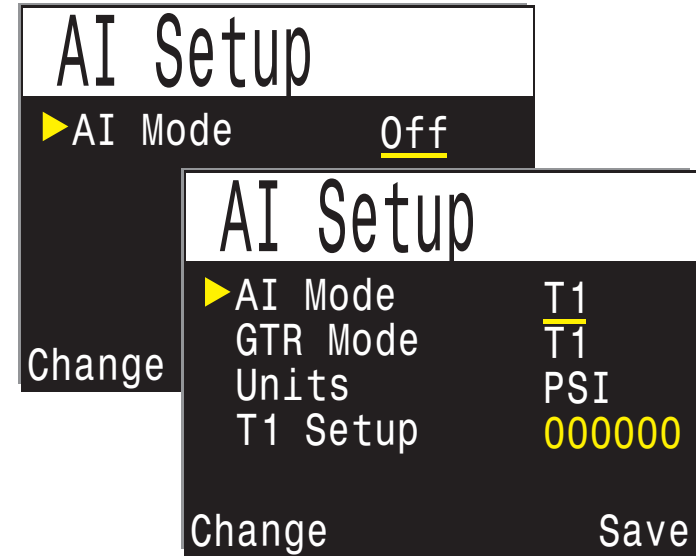 AI Setup
AI Mode Off
Change
AI Setup
AI Mode T1
GTR Mode T1
Units PSI
T1 Setup 000000
Change Save